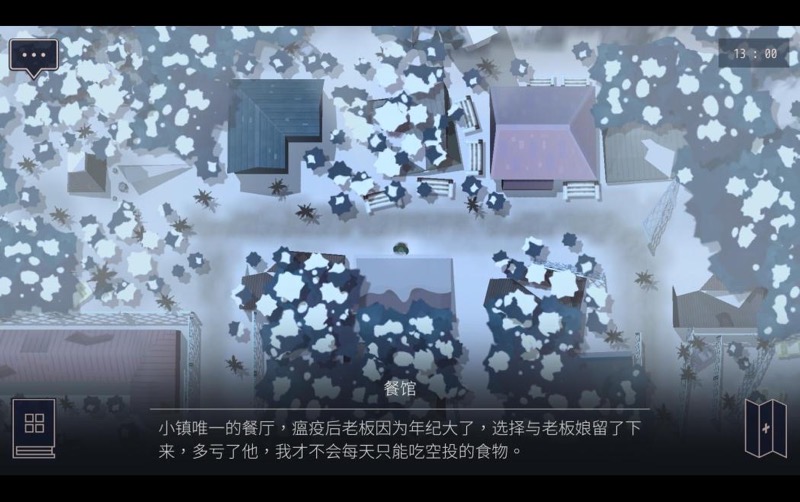 13 : 00
餐馆
小镇唯一的餐厅，瘟疫后老板因为年纪大了，选择与老板娘留了下
来，多亏了他，我才不会每天只能吃空投的食物。